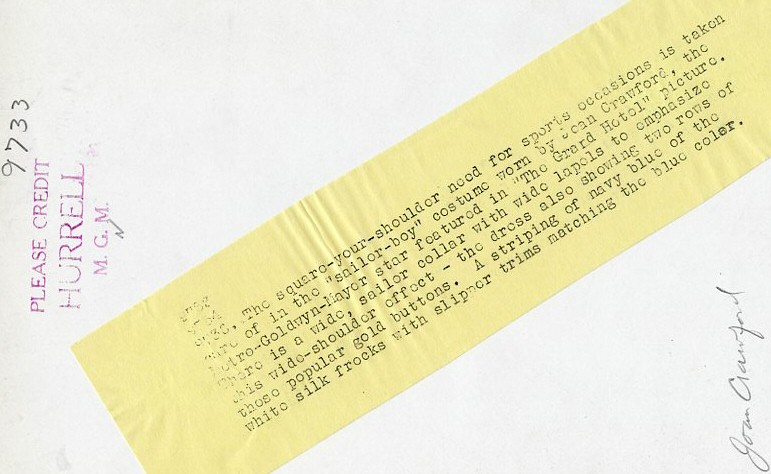 9733
PLEASE CREDIT
HURRELL
M. G. M.
The square-your-shoulder need for sports occasions is taken
care of in the "sailor-boy" costume worn by Joan Crawford, the
Metro-Goldwyn-Mayer star featured in "The Grand Hotel" picture.
There is a wide, sailor collar with wide lapels to emphasize
this wide-shoulder effect - the dress also showing two rows of
those popular gold buttons. A striping of navy blue of the
white silk frocks with slipper trims matching the blue color.
Joan Crawford